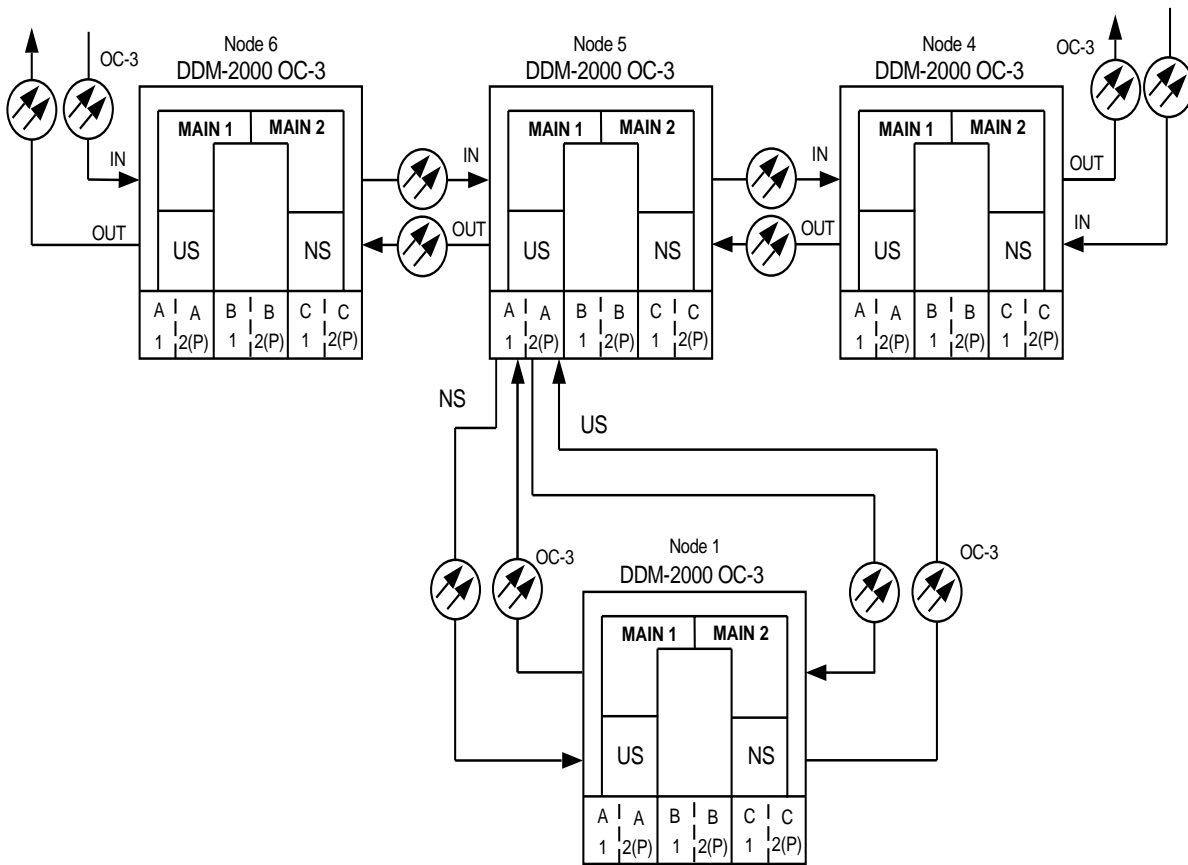 Node 6
DDM-2000 OC-3
OC-3
MAIN 1 MAIN 2
IN
OUT
US
NS
A A B B C C
1 2(P) 1 2(P) 1 2(P)
Node 5
DDM-2000 OC-3
MAIN 1 MAIN 2
IN
OUT
US
NS
A A B B C C
1 2(P) 1 2(P) 1 2(P)
Node 4
DDM-2000 OC-3
OC-3
MAIN 1 MAIN 2
IN
OUT
OUT
IN
US
NS
A A B B C C
1 2(P) 1 2(P) 1 2(P)
NS
US
OC-3
OC-3
Node 1
DDM-2000 OC-3
MAIN 1 MAIN 2
US
NS
A A B B C C
1 2(P) 1 2(P) 1 2(P)